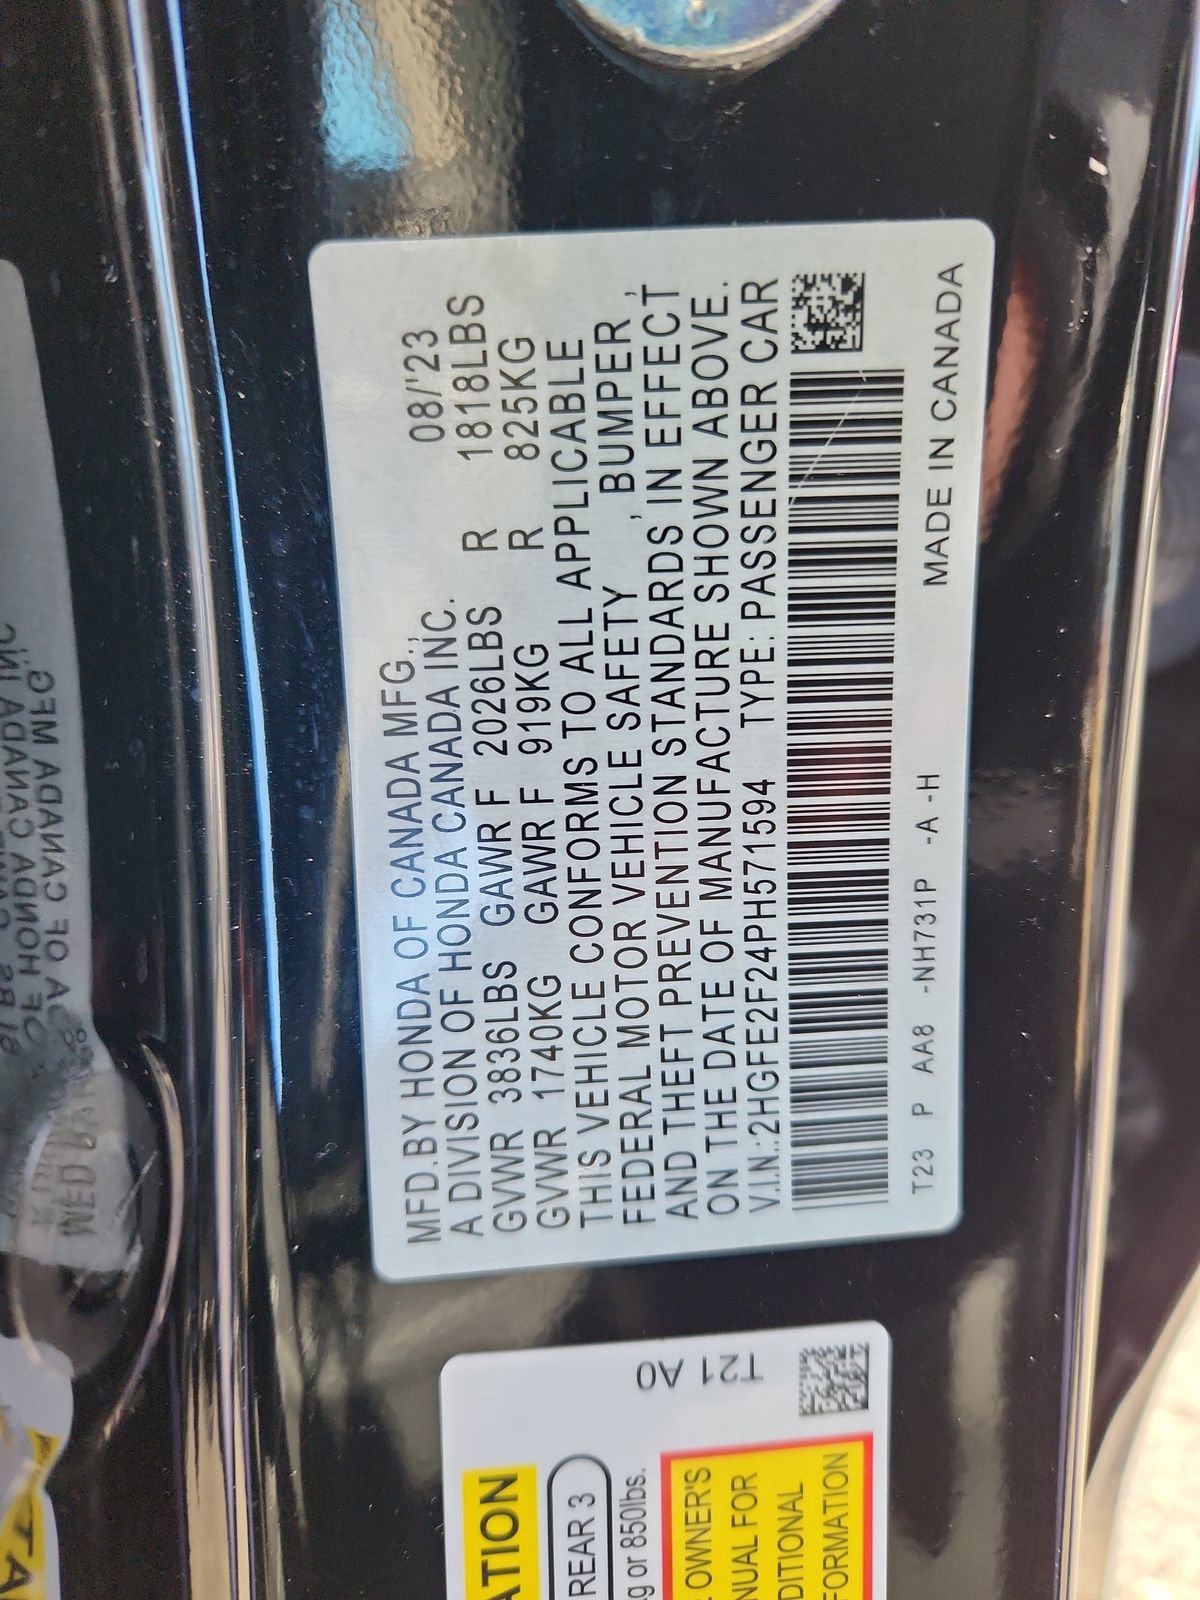 MFD.BY HONDA OF CANADA MFG.,
A DIVISION OF HONDA CANADA INC. 08/'23
GVWR 3836LBS GAWR F 2026LBS R 1818LBS
GVWR 1740KG GAWR F 919KG R 825KG
THIS VEHICLE CONFORMS TO ALL APPLICABLE
FEDERAL MOTOR VEHICLE SAFETY , BUMPER ,
AND THEFT PREVENTION STANDARDS IN EFFECT
ON THE DATE OF MANUFACTURE SHOWN ABOVE.
V.I.N.:2HGFE2F24PH571594 TYPE: PASSENGER CAR
T23 P AA8 -NH731P -A -H MADE IN CANADA
ATION
REAR 3
or 850lbs.
OWNER'S
NUAL FOR
DITIONAL
FORMATION
T21 A0